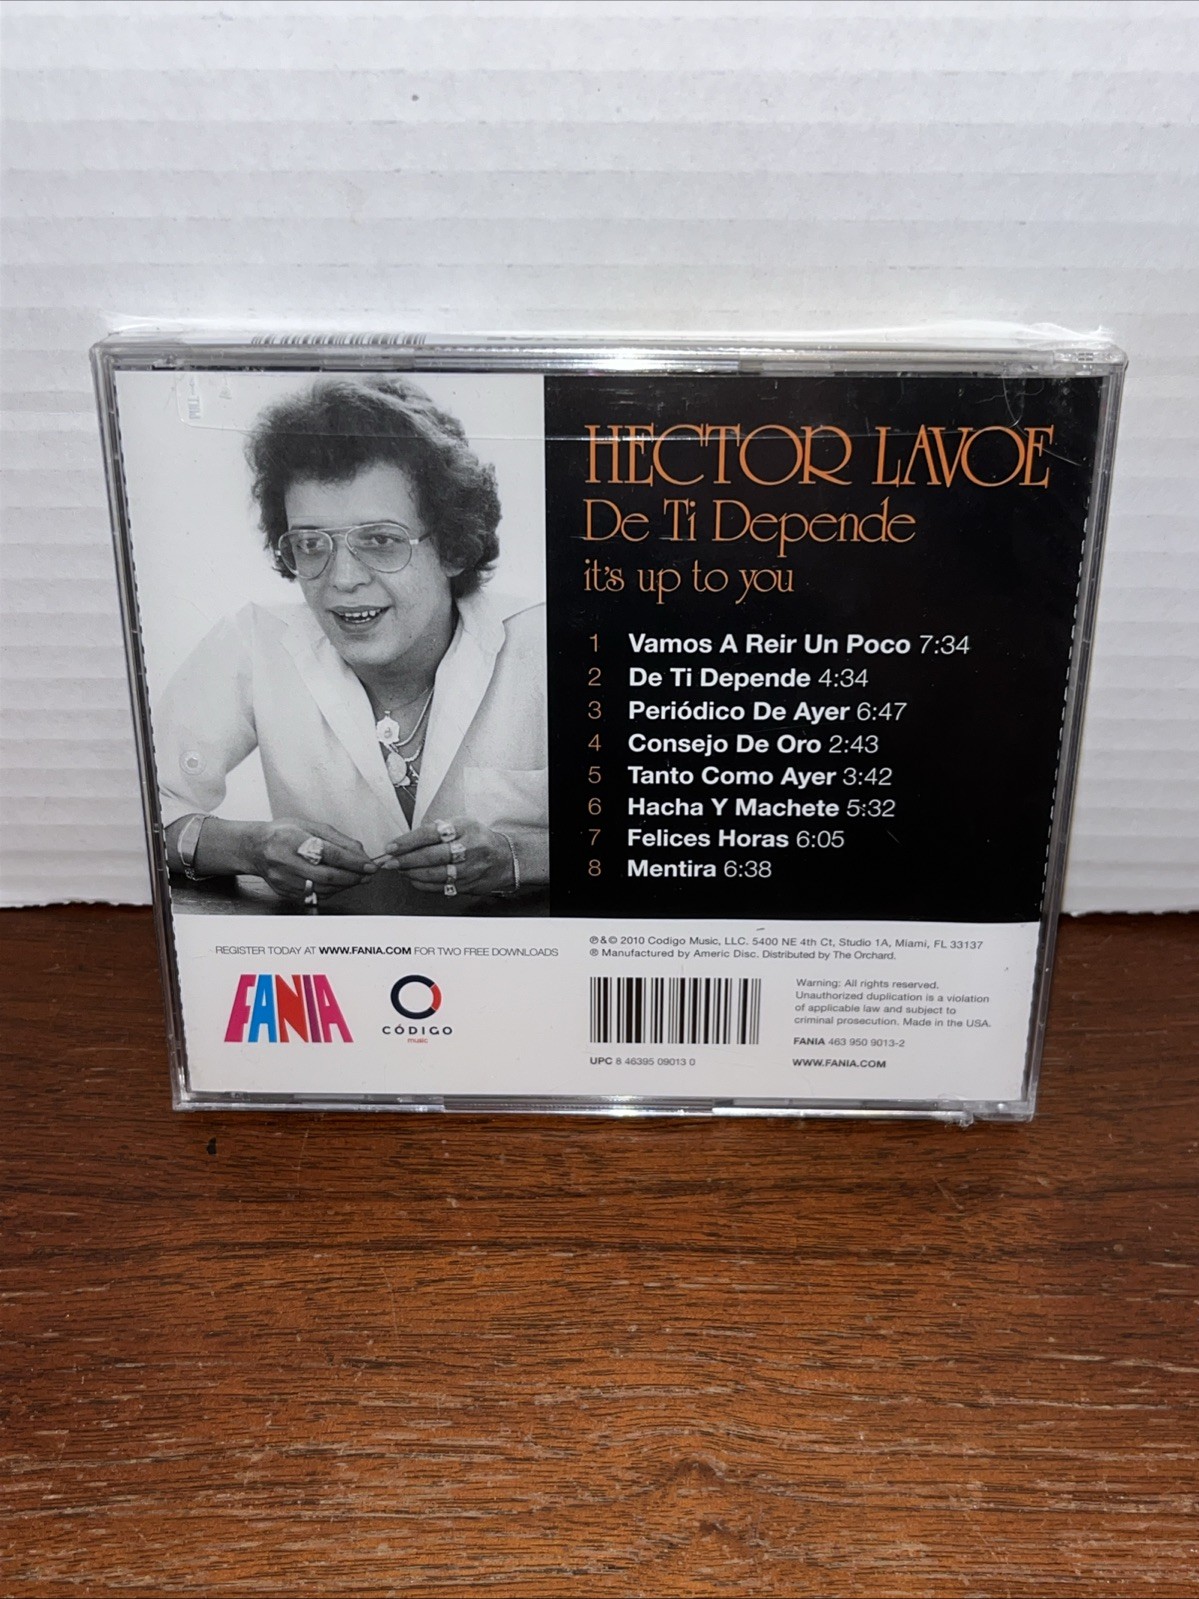 HECTOR LAVOE
De Ti Depende
it's up to you
1 Vamos A Reir Un Poco 7:34
2 De Ti Depende 4:34
3 Periódico De Ayer 6:47
4 Consejo De Oro 2:43
5 Tanto Como Ayer 3:42
6 Hacha Y Machete 5:32
7 Felices Horas 6:05
8 Mentira 6:38
REGISTER TODAY AT WWW.FANIA.COM FOR TWO FREE DOWNLOADS
FANIA
CÓDIGO
music
℗&© 2010 Codigo Music, LLC. 5400 NE 4th Ct, Studio 1A, Miami, FL 33137
® Manufactured by Americ Disc. Distributed by The Orchard.
UPC 8 46395 09013 0
Warning: All rights reserved.
Unauthorized duplication is a violation
of applicable law and subject to
criminal prosecution. Made in the USA.
FANIA 463 950 9013-2
WWW.FANIA.COM